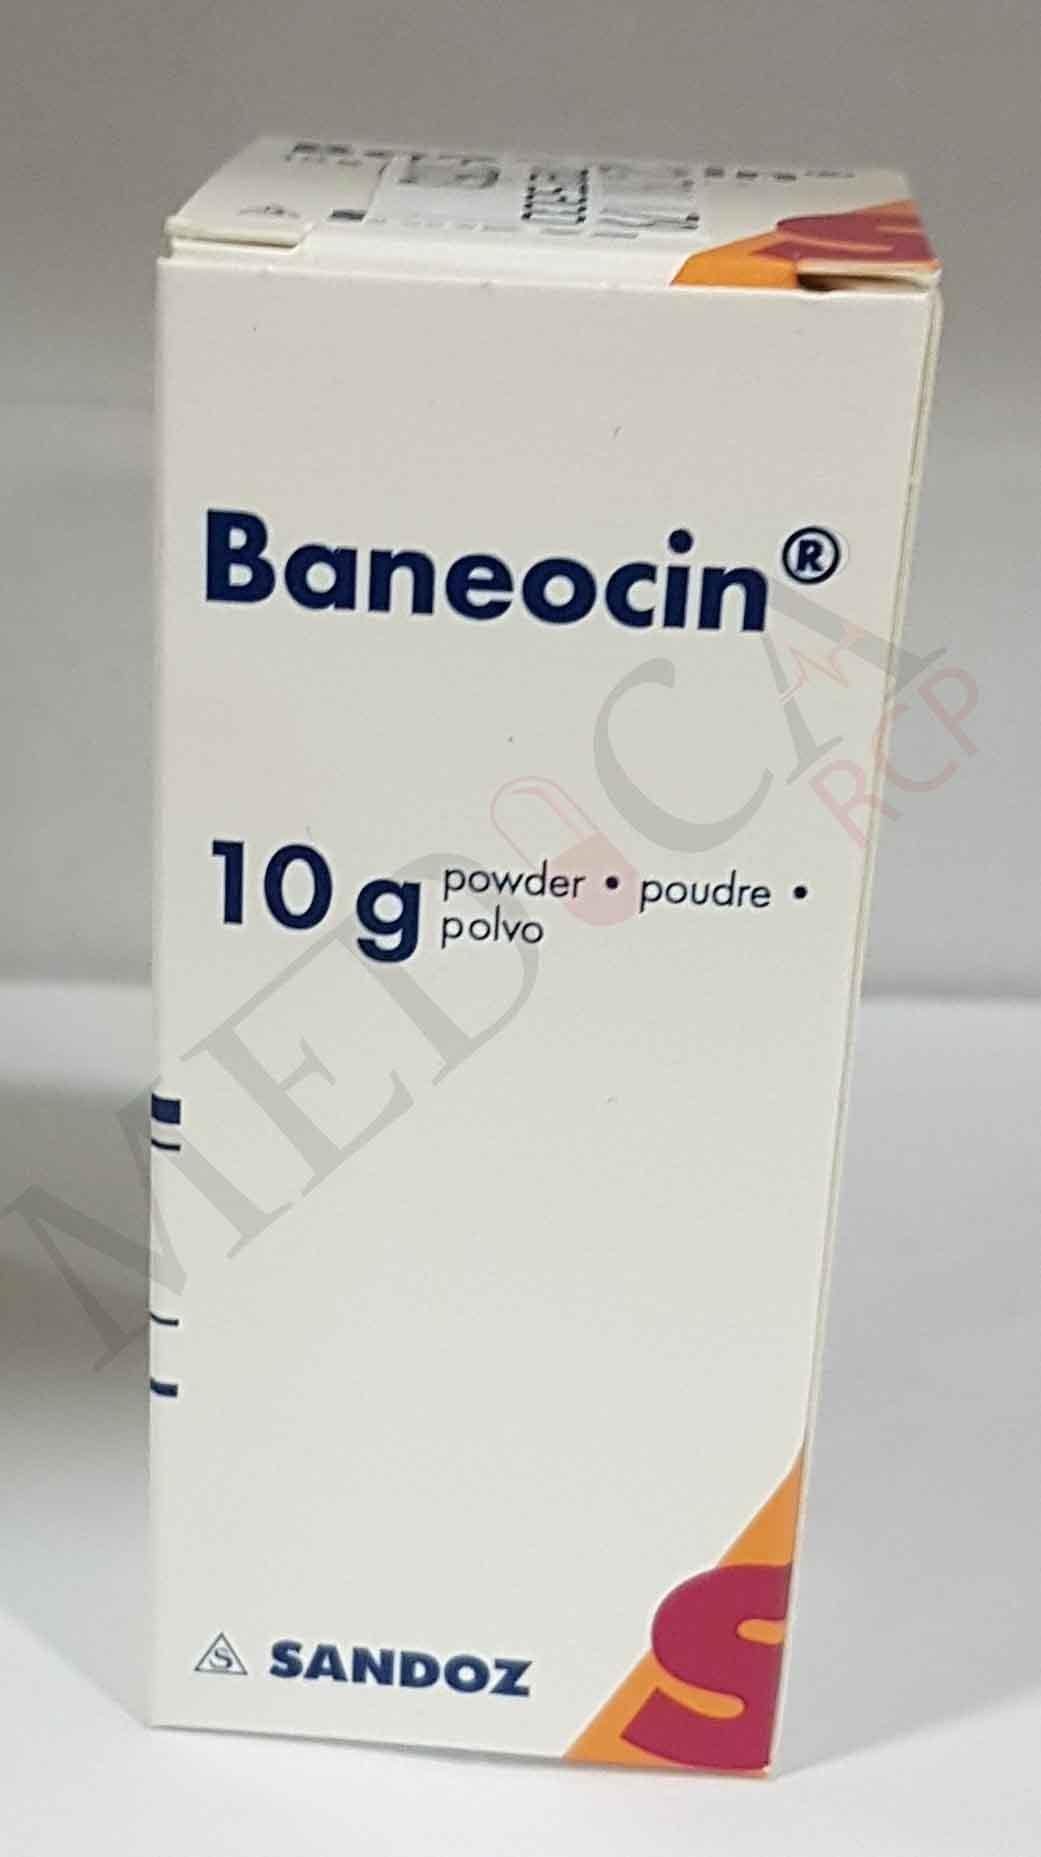 Baneocin®
10 g powder • poudre •
polvo
S SANDOZ
S
MEDICA
RCP